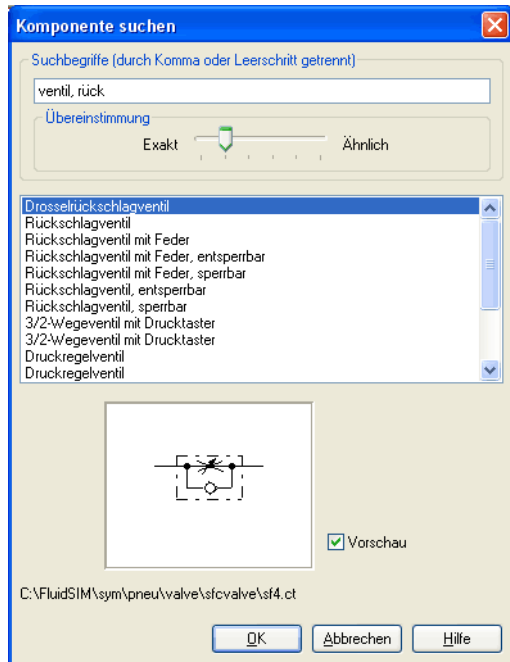 Komponente suchen
Suchbegriffe (durch Komma oder Leerschritt getrennt)
ventil, rück
Übereinstimmung
Exakt Ähnlich
Drosselrückschlagventil
Rückschlagventil
Rückschlagventil mit Feder
Rückschlagventil mit Feder, entsperrbar
Rückschlagventil mit Feder, sperrbar
Rückschlagventil, entsperrbar
Rückschlagventil, sperrbar
3/2-Wegeventil mit Drucktaster
3/2-Wegeventil mit Drucktaster
Druckregelventil
Druckregelventil
Vorschau
C:\FluidSIM\sym\pneu\valve\sfcvalve\sf4.ct
OK Abbrechen Hilfe